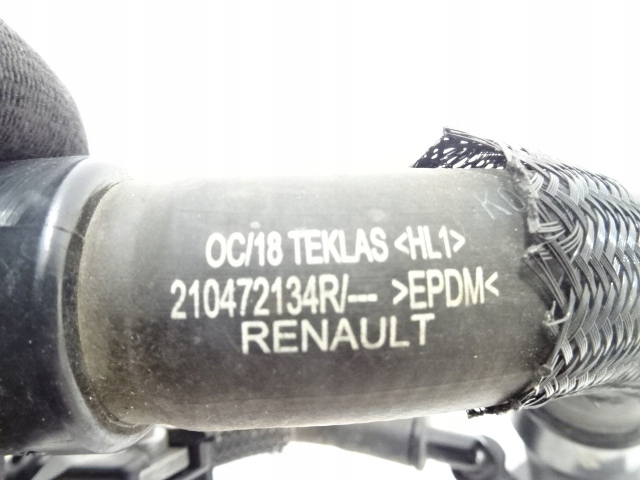 OC/18 TEKLAS <HL1>
210472134R/--- >EPDM<
RENAULT